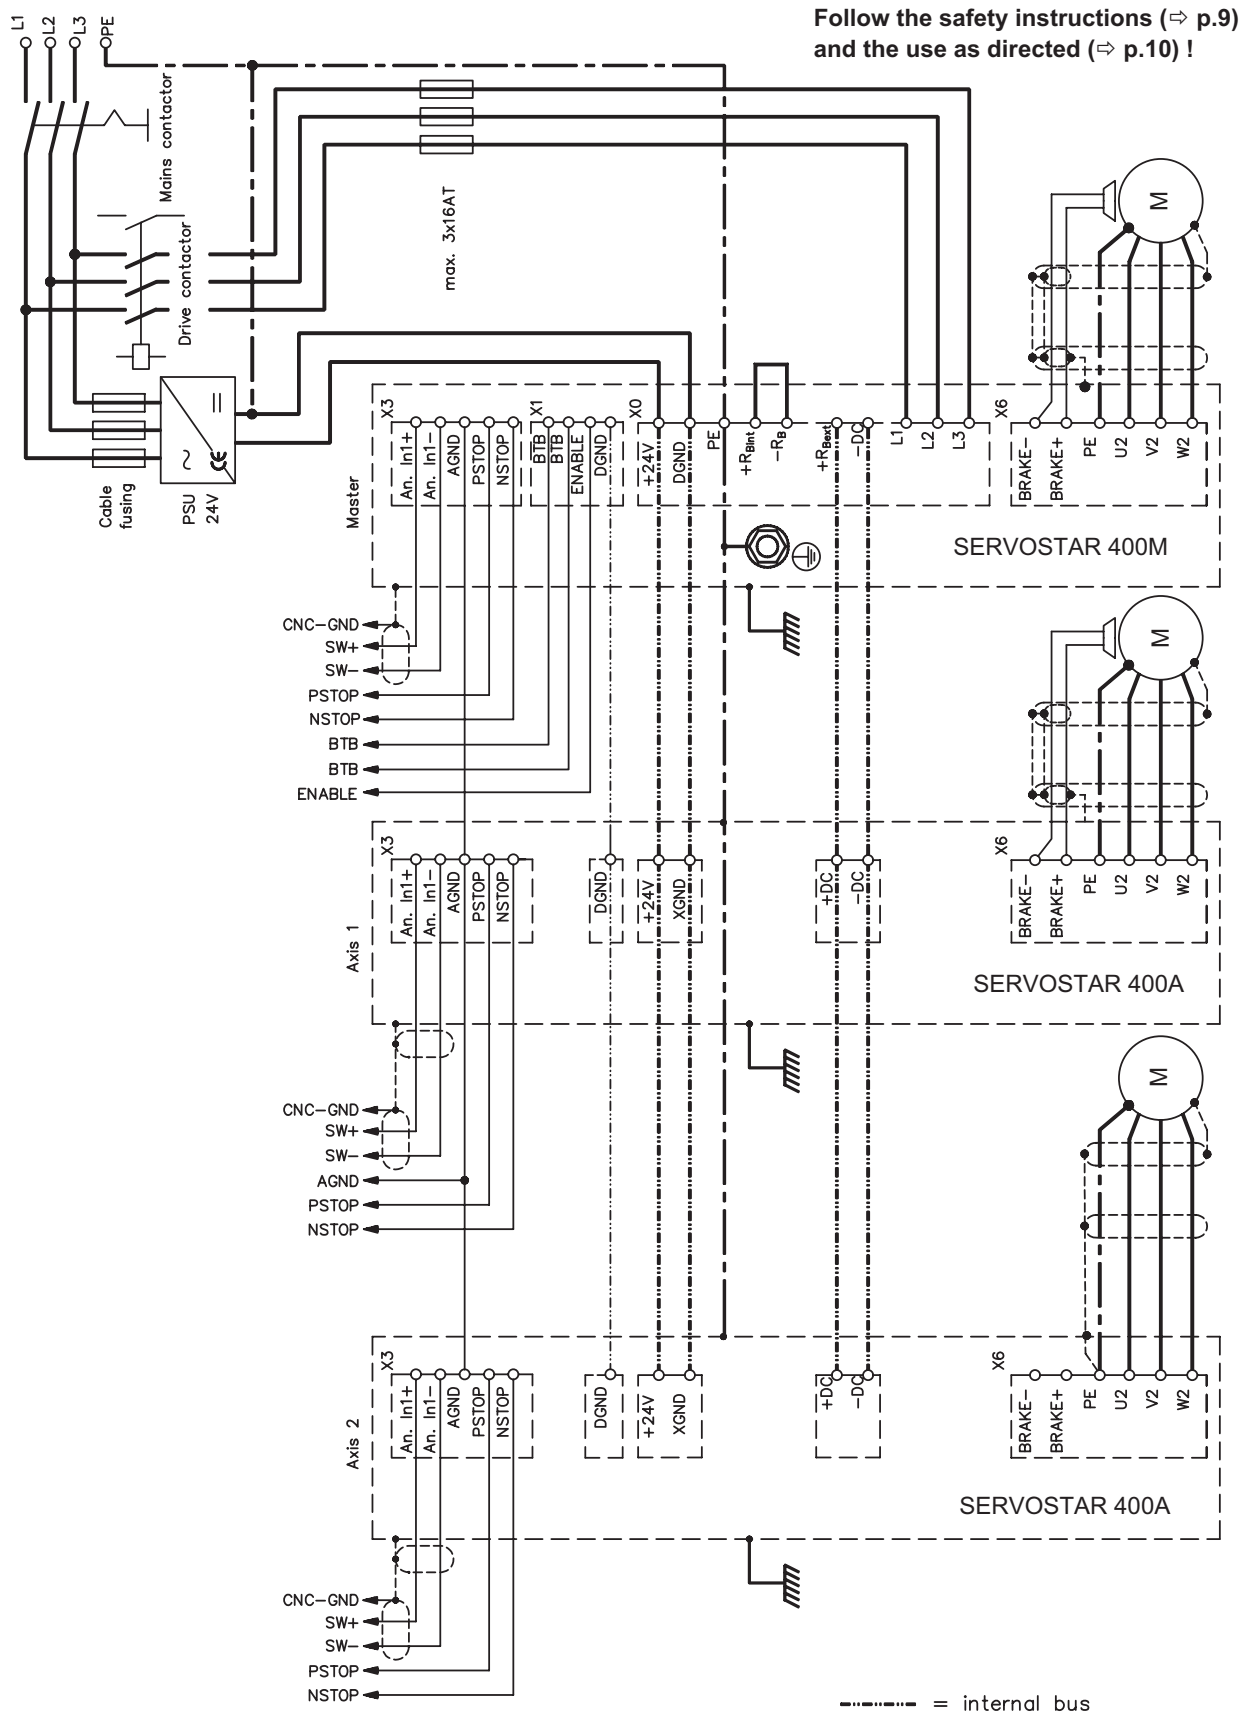 Follow the safety instructions (⇨ p.9)
and the use as directed (⇨ p.10) !
L1
L2
L3
PE
Mains contactor
Drive contactor
max. 3x16AT
Cable
fusing
PSU
24V
~
=
CE
M
Master
X3
An. In1+
An. In1-
AGND
PSTOP
NSTOP
X1
BTB
BTB
ENABLE
DGND
X0
+24V
DGND
PE
+RBint
-RB
+RBext
-DC
L1
L2
L3
X6
BRAKE-
BRAKE+
PE
U2
V2
W2
SERVOSTAR 400M
CNC-GND
SW+
SW-
PSTOP
NSTOP
BTB
BTB
ENABLE
M
Axis 1
X3
An. In1+
An. In1-
AGND
PSTOP
NSTOP
DGND
+24V
XGND
+DC
-DC
X6
BRAKE-
BRAKE+
PE
U2
V2
W2
SERVOSTAR 400A
CNC-GND
SW+
SW-
AGND
PSTOP
NSTOP
M
Axis 2
X3
An. In1+
An. In1-
AGND
PSTOP
NSTOP
DGND
+24V
XGND
+DC
-DC
X6
BRAKE-
BRAKE+
PE
U2
V2
W2
SERVOSTAR 400A
CNC-GND
SW+
SW-
PSTOP
NSTOP
= internal bus